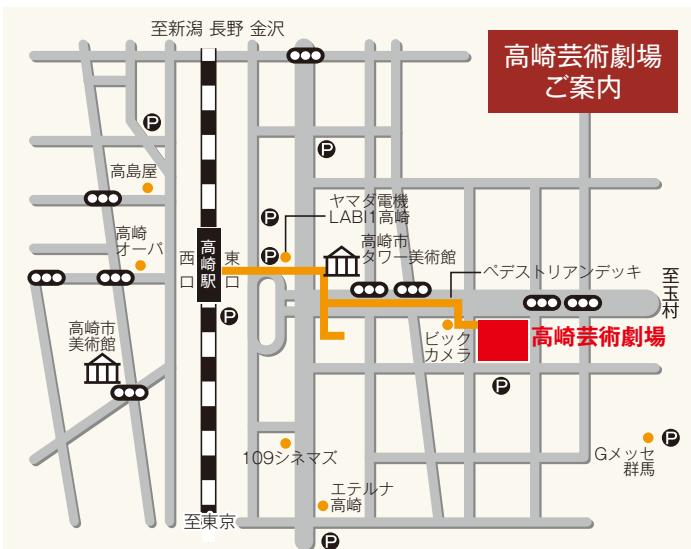 至新潟 長野 金沢
高崎芸術劇場
ご案内
P
P
高島屋
ヤマダ電機
LABI1高崎
P
高崎
オーパ
西口
高崎駅
東口
P
高崎市
タワー美術館
ペデストリアンデッキ
至玉村
高崎市
美術館
P
ビック
カメラ
高崎芸術劇場
P
109シネマズ
Gメッセ
群馬
P
エテルナ
高崎
至東京
P